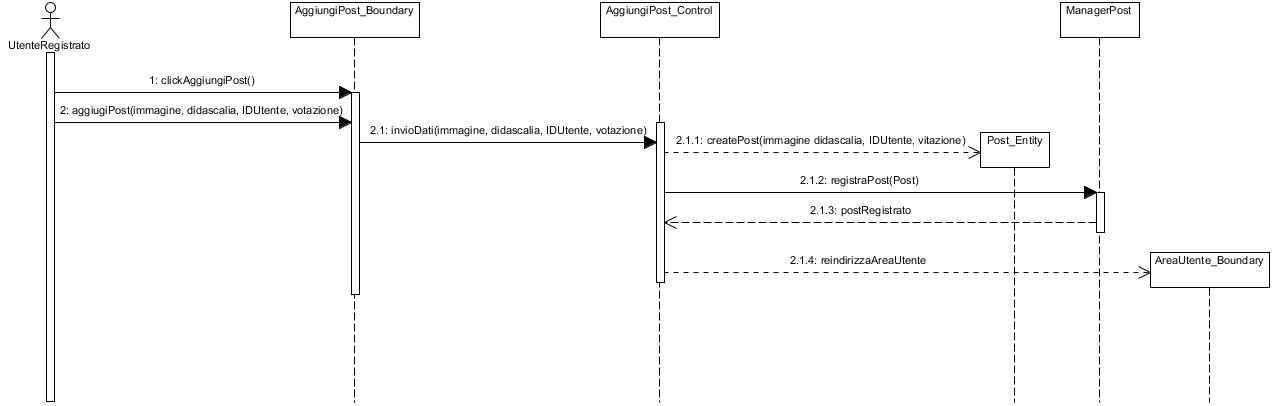 AggiungiPost_Boundary
AggiungiPost_Control
ManagerPost
UtenteRegistrato
1: clickAggiungiPost()
2: aggiugiPost(immagine, didascalia, IDUtente, votazione)
2.1: invioDati(immagine, didascalia, IDUtente, votazione)
2.1.1: createPost(immagine didascalia, IDUtente, vitazione)
Post_Entity
2.1.2: registraPost(Post)
2.1.3: postRegistrato
2.1.4: reindirizzaAreaUtente
AreaUtente_Boundary